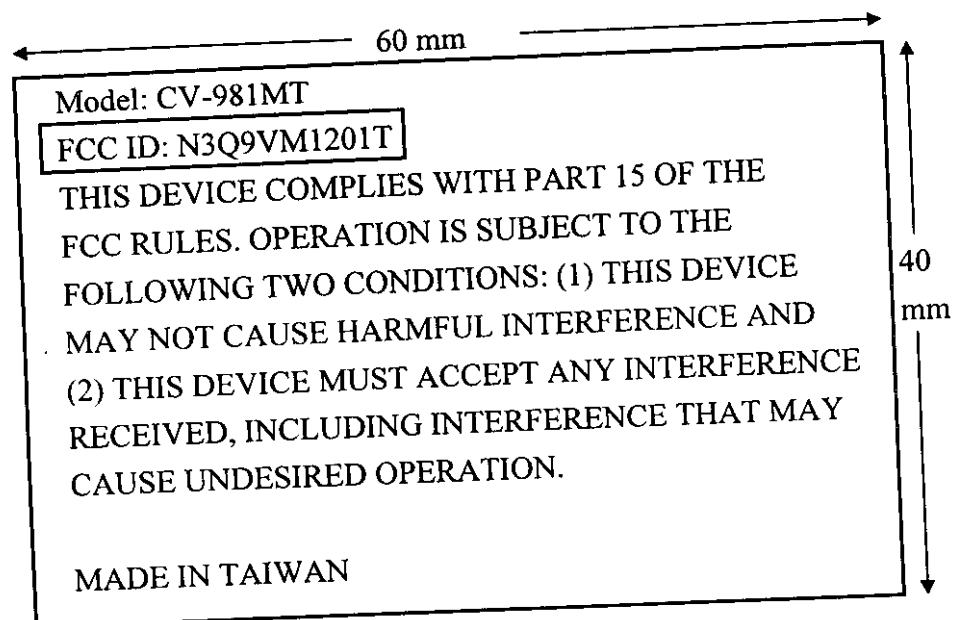 60 mm
Model: CV-981MT
FCC ID: N3Q9VM1201T
THIS DEVICE COMPLIES WITH PART 15 OF THE
FCC RULES. OPERATION IS SUBJECT TO THE
FOLLOWING TWO CONDITIONS: (1) THIS DEVICE
MAY NOT CAUSE HARMFUL INTERFERENCE AND
(2) THIS DEVICE MUST ACCEPT ANY INTERFERENCE
RECEIVED, INCLUDING INTERFERENCE THAT MAY
CAUSE UNDESIRED OPERATION.
MADE IN TAIWAN
40
mm